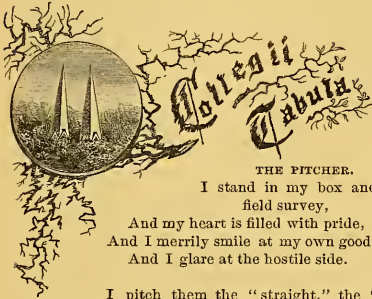 Collegii
Tabula
THE PITCHER.
I stand in my box and
field survey,
And my heart is filled with pride,
And I merrily smile at my own good
And I glare at the hostile side.
I pitch them the "straight," the "